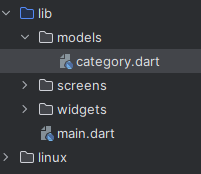 lib
models
category.dart
screens
widgets
main.dart
linux